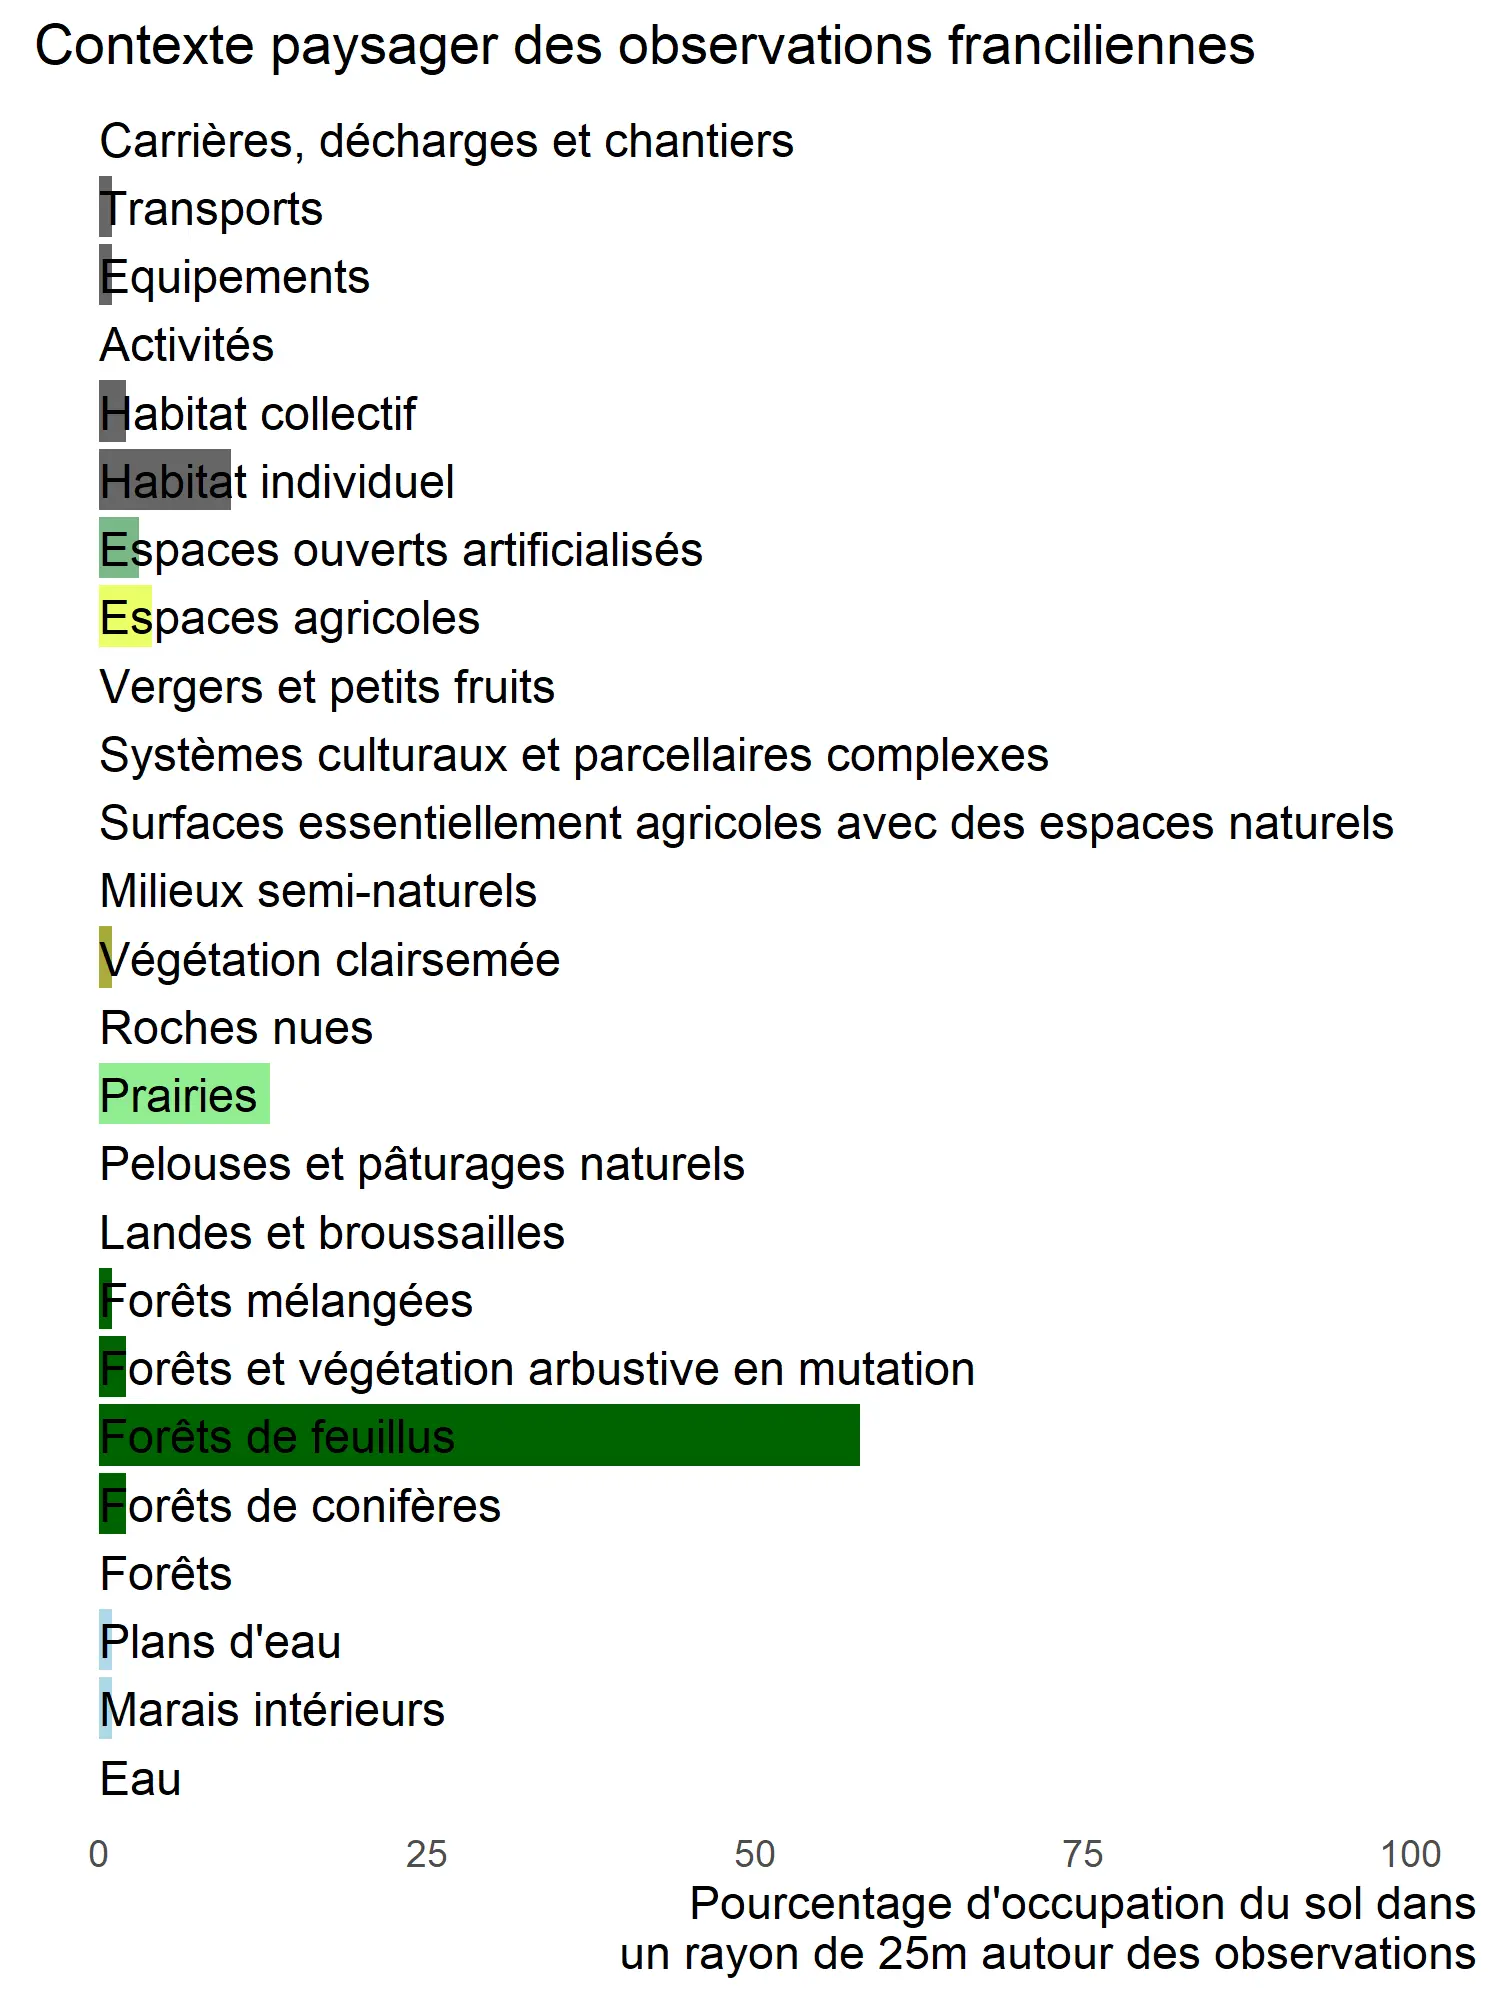 Contexte paysager des observations franciliennes
Carrières, décharges et chantiers
Transports
Equipements
Activités
Habitat collectif
Habitat individuel
Espaces ouverts artificialisés
Espaces agricoles
Vergers et petits fruits
Systèmes culturaux et parcellaires complexes
Surfaces essentiellement agricoles avec des espaces naturels
Milieux semi-naturels
Végétation clairsemée
Roches nues
Prairies
Pelouses et pâturages naturels
Landes et broussailles
Forêts mélangées
Forêts et végétation arbustive en mutation
Forêts de feuillus
Forêts de conifères
Forêts
Plans d'eau
Marais intérieurs
Eau
0 25 50 75 100
Pourcentage d'occupation du sol dans
un rayon de 25m autour des observations